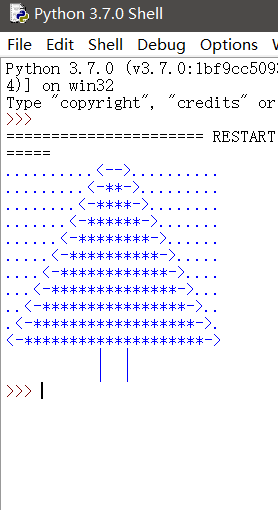 Python 3.7.0 Shell
File Edit Shell Debug Options
Python 3.7.0 (v3.7.0:1bf9cc509
4)] on win32
Type "copyright", "credits" or
>>>
====================== RESTART
=====
..........<-->..........
.........<-**->.........
........<-****->........
.......<-******->.......
......<-********->......
.....<-**********->.....
....<-************->....
...<-**************->...
..<-****************->..
.<-******************->.
<-********************->
          |  |
          |  |
>>>